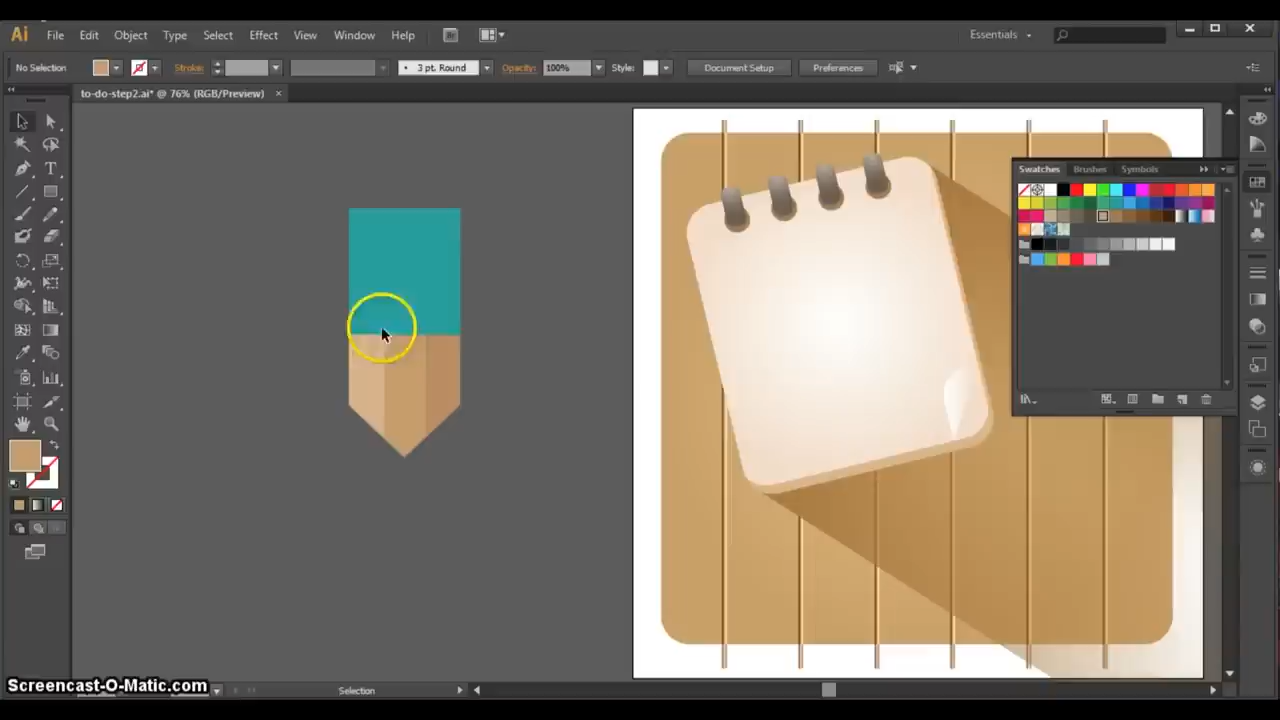 Ai File Edit Object Type Select Effect View Window Help Br Essentials
No Selection Stroke: 3 pt. Round Opacity: 100% Style: Document Setup Preferences
to-do-step2.ai* @ 76% (RGB/Preview) ×
Swatches Brushes Symbols
Screencast-O-Matic.com Selection